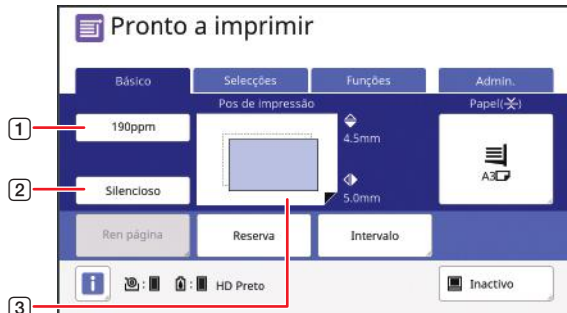 Pronto a imprimir
Básico
Selecções
Funções
Admin.
Pos de impressão
Papel( )
1
190ppm
4.5mm
A3
2
Silencioso
5.0mm
Ren página
Reserva
Intervalo
i
HD Preto
Inactivo
3